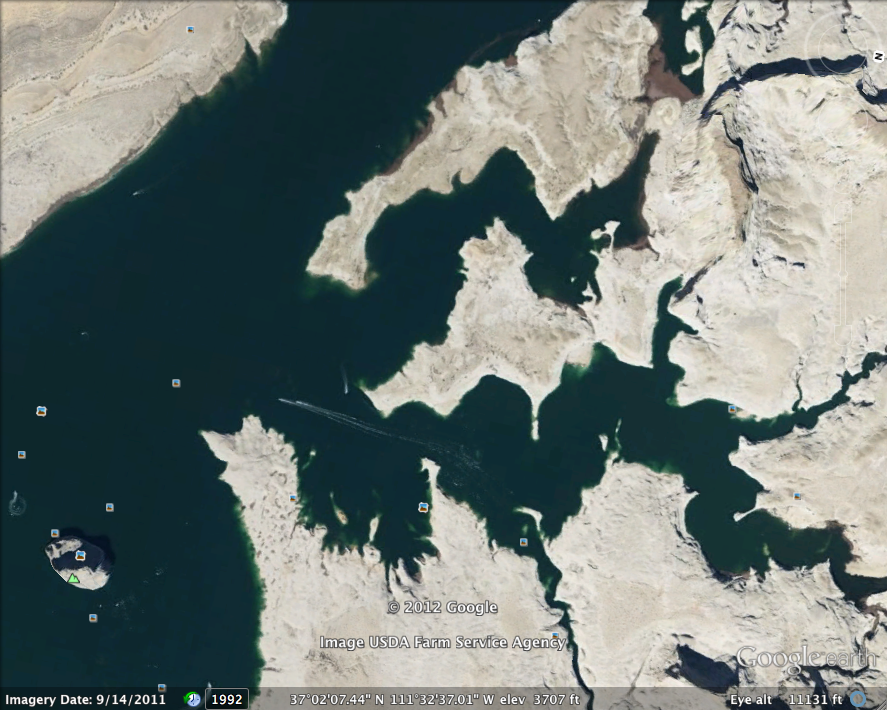 N
© 2012 Google
Image USDA Farm Service Agency
Google earth
Imagery Date: 9/14/2011 1992 37°02'07.44" N 111°32'37.01" W elev 3707 ft Eye alt 11131 ft